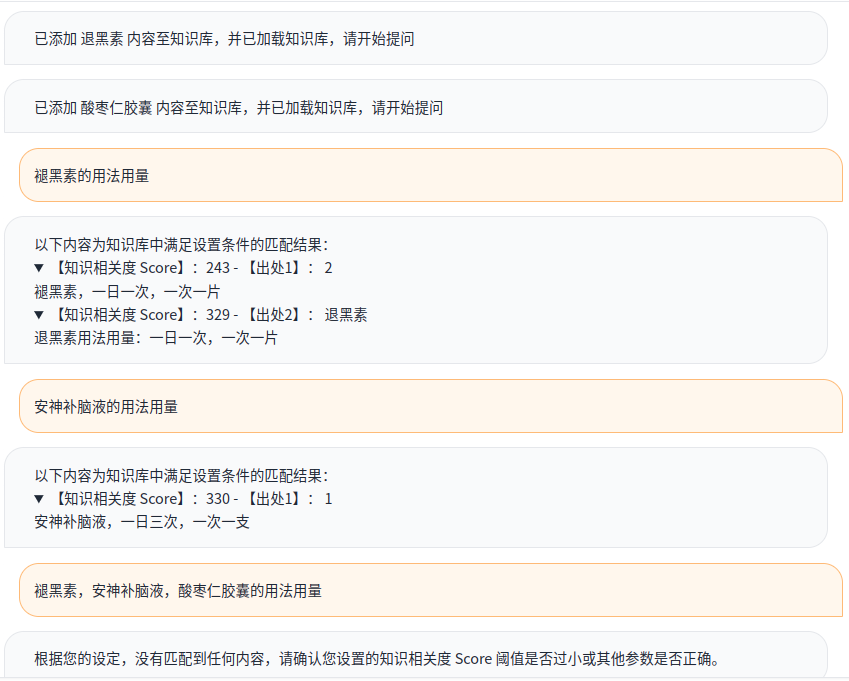 已添加 退黑素 内容至知识库，并已加载知识库，请开始提问
已添加 酸枣仁胶囊 内容至知识库，并已加载知识库，请开始提问
褪黑素的用法用量
以下内容为知识库中满足设置条件的匹配结果：
▼ 【知识相关度 Score】：243 - 【出处1】： 2
褪黑素，一日一次，一次一片
▼ 【知识相关度 Score】：329 - 【出处2】： 退黑素
退黑素用法用量：一日一次，一次一片
安神补脑液的用法用量
以下内容为知识库中满足设置条件的匹配结果：
▼ 【知识相关度 Score】：330 - 【出处1】： 1
安神补脑液，一日三次，一次一支
褪黑素，安神补脑液，酸枣仁胶囊的用法用量
根据您的设定，没有匹配到任何内容，请确认您设置的知识相关度 Score 阈值是否过小或其他参数是否正确。